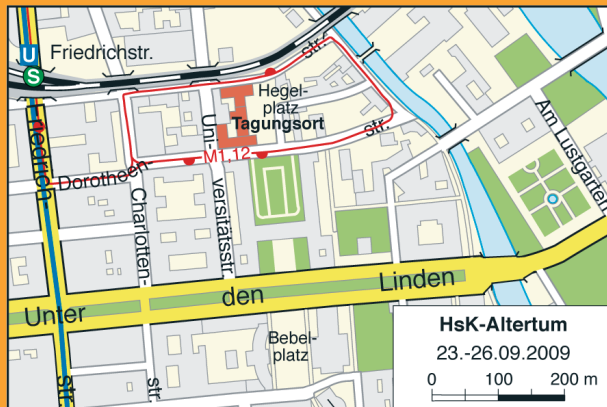 U
S
Friedrichstr.
str.
Hegel-
platz
Tagungsort
Am Lustgarten
Friedrich
Uni-
str.
M1,12
Dorotheen-
Charlotten-
versitätsstr.
Unter den Linden
Bebel-
platz
str.
str.
HsK-Altertum
23.-26.09.2009
0 100 200 m